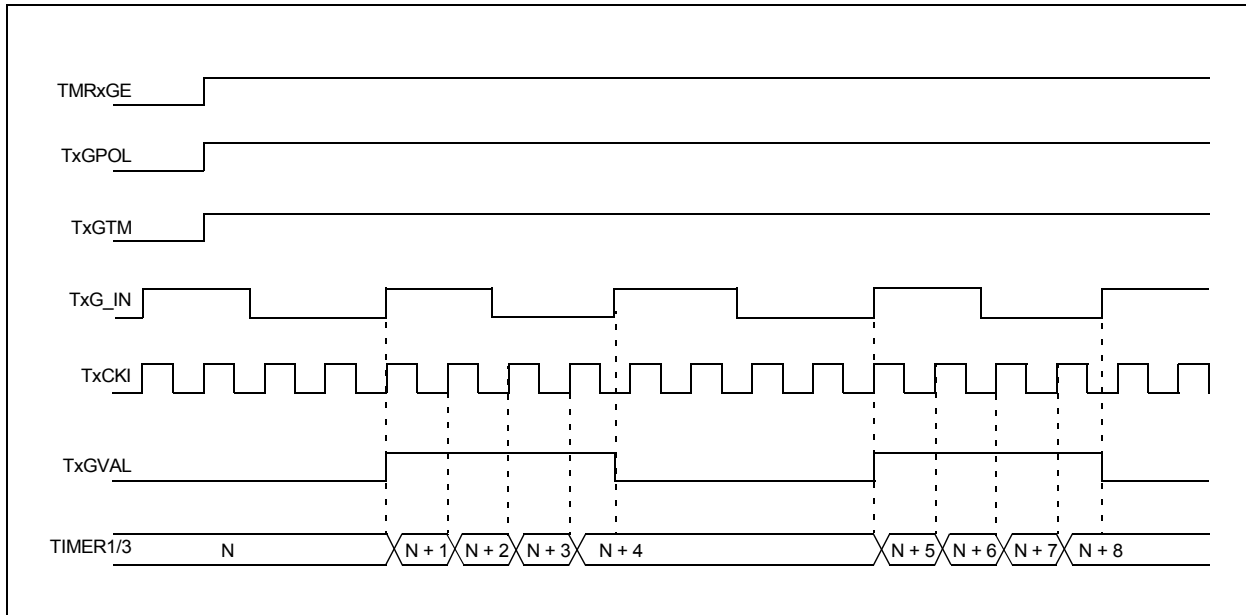 TMRxGE
TxGPOL
TxGTM
TxG_IN
TxCKI
TxGVAL
TIMER1/3 N N + 1 N + 2 N + 3 N + 4 N + 5 N + 6 N + 7 N + 8